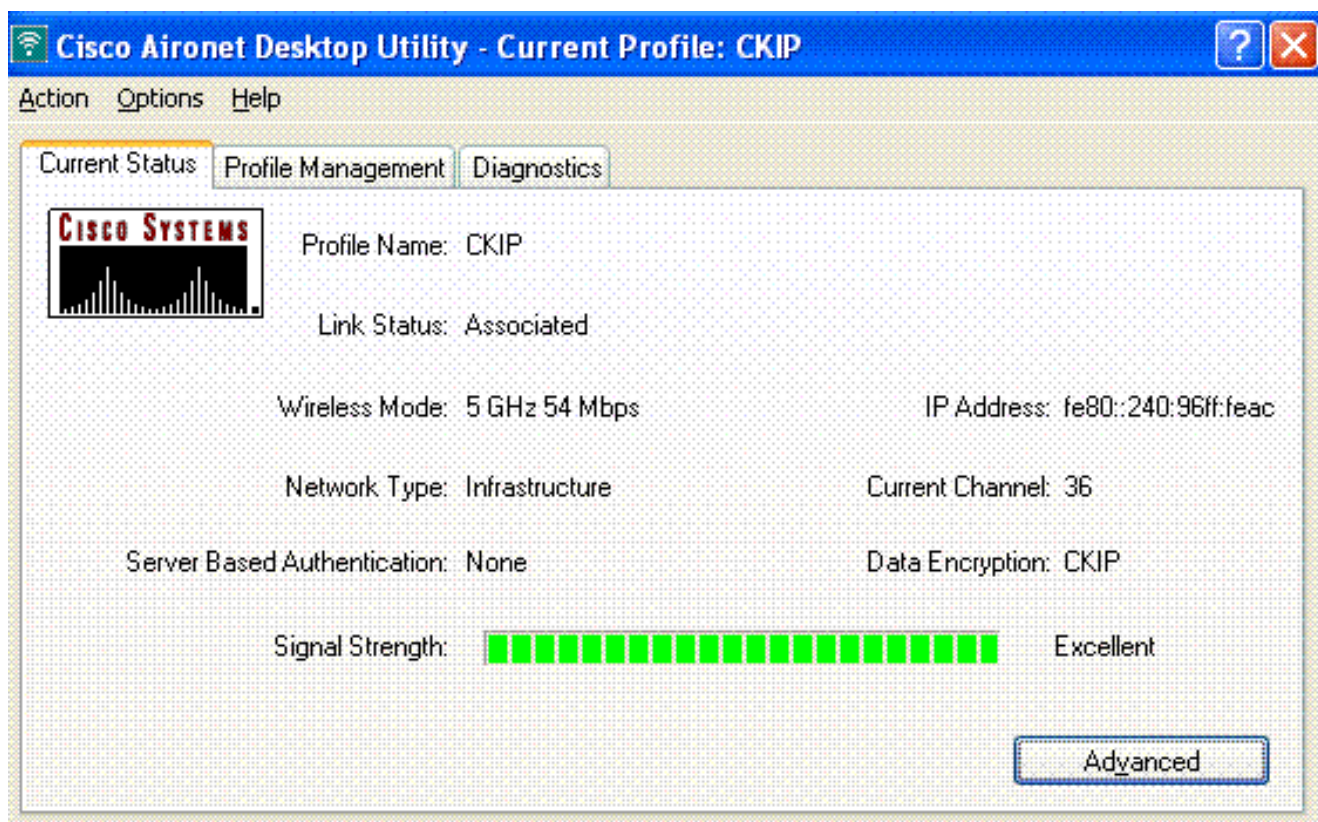 Cisco Aironet Desktop Utility - Current Profile: CKIP
Action Options Help
Current Status Profile Management Diagnostics
CISCO SYSTEMS
Profile Name: CKIP
Link Status: Associated
Wireless Mode: 5 GHz 54 Mbps IP Address: fe80::240:96ff:feac
Network Type: Infrastructure Current Channel: 36
Server Based Authentication: None Data Encryption: CKIP
Signal Strength: Excellent
Advanced